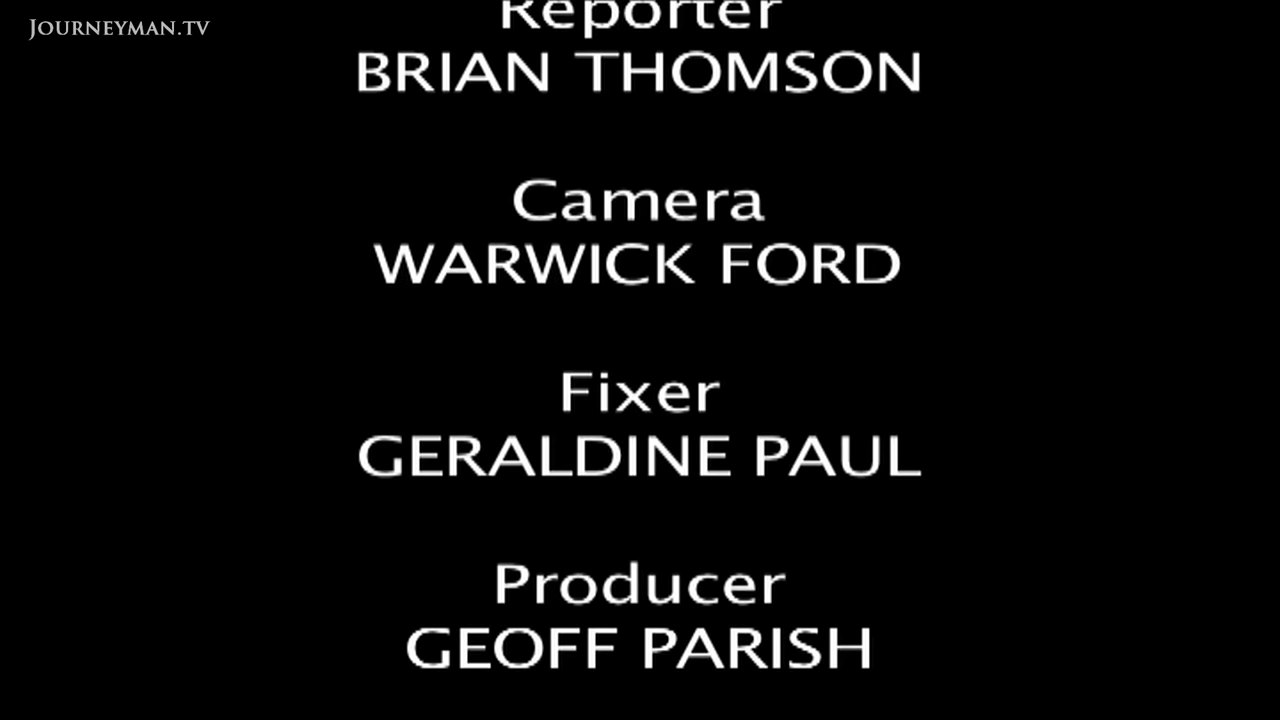 JOURNEYMAN.TV
Reporter
BRIAN THOMSON
Camera
WARWICK FORD
Fixer
GERALDINE PAUL
Producer
GEOFF PARISH